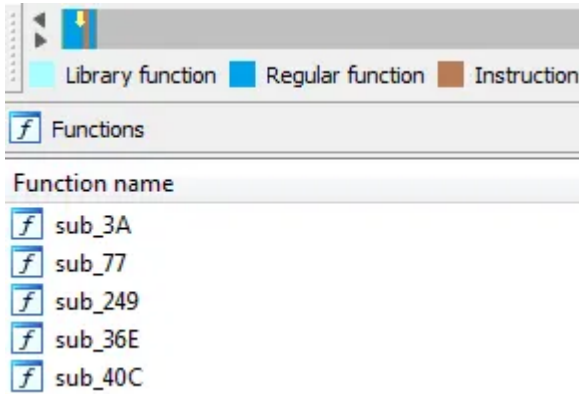 Library function Regular function Instruction
Functions
Function name
sub_3A
sub_77
sub_249
sub_36E
sub_40C